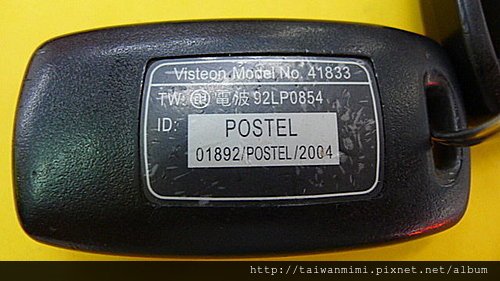 Visteon Model No. 41833
TW: 電波 92LP0854
ID:
POSTEL
01892/POSTEL/2004
http://taiwanmimi.pixnet.net/album